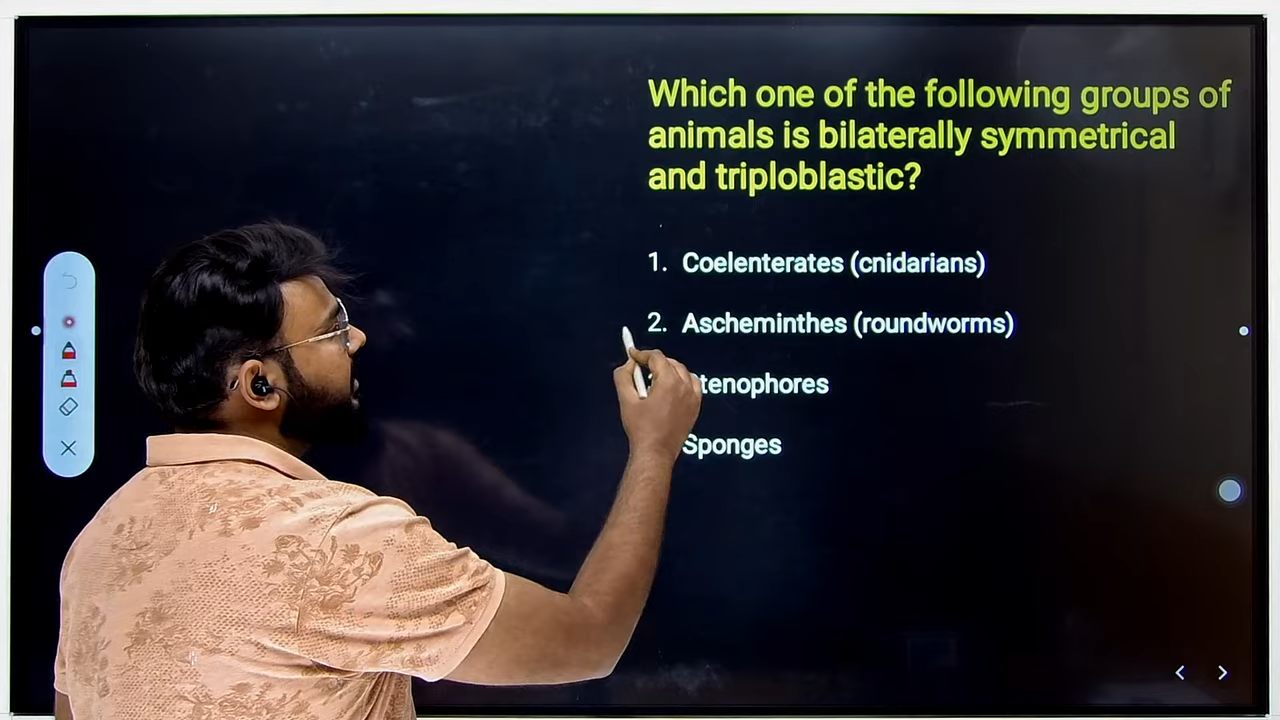 Which one of the following groups of
animals is bilaterally symmetrical
and triploblastic?
1. Coelenterates (cnidarians)
2. Ascheminthes (roundworms)
Sponges